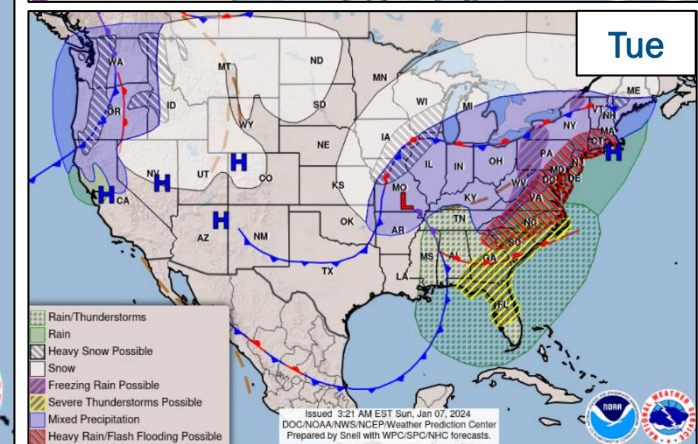 Tue
WA
MT
ND
MN
ME
OR
ID
SD
WI
MI
VT
NH
NY
MA
CT
WY
IA
PA
NJ
NE
IL
IN
OH
MD
DE
DC
NV
UT
CO
KS
MO
WV
VA
KY
H
H
H
H
H
L
CA
AZ
NM
OK
AR
TN
NC
SC
TX
LA
MS
AL
GA
FL
Rain/Thunderstorms
Rain
Heavy Snow Possible
Snow
Freezing Rain Possible
Severe Thunderstorms Possible
Mixed Precipitation
Heavy Rain/Flash Flooding Possible
Issued 3:21 AM EST Sun, Jan 07, 2024
DOC/NOAA/NWS/NCEP/Weather Prediction Center
Prepared by Snell with WPC/SPC/NHC forecasts.
NOAA